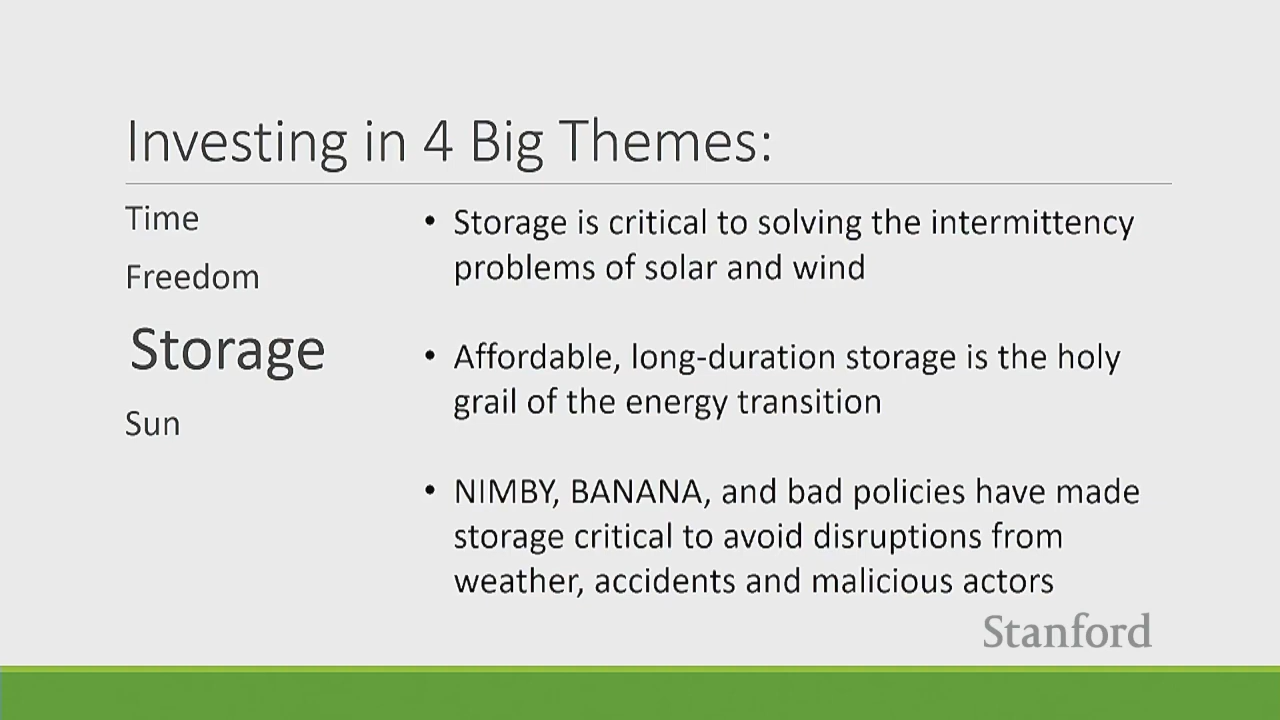 Investing in 4 Big Themes:
Time
Freedom
Storage
Sun
• Storage is critical to solving the intermittency
problems of solar and wind
• Affordable, long-duration storage is the holy
grail of the energy transition
• NIMBY, BANANA, and bad policies have made
storage critical to avoid disruptions from
weather, accidents and malicious actors
Stanford